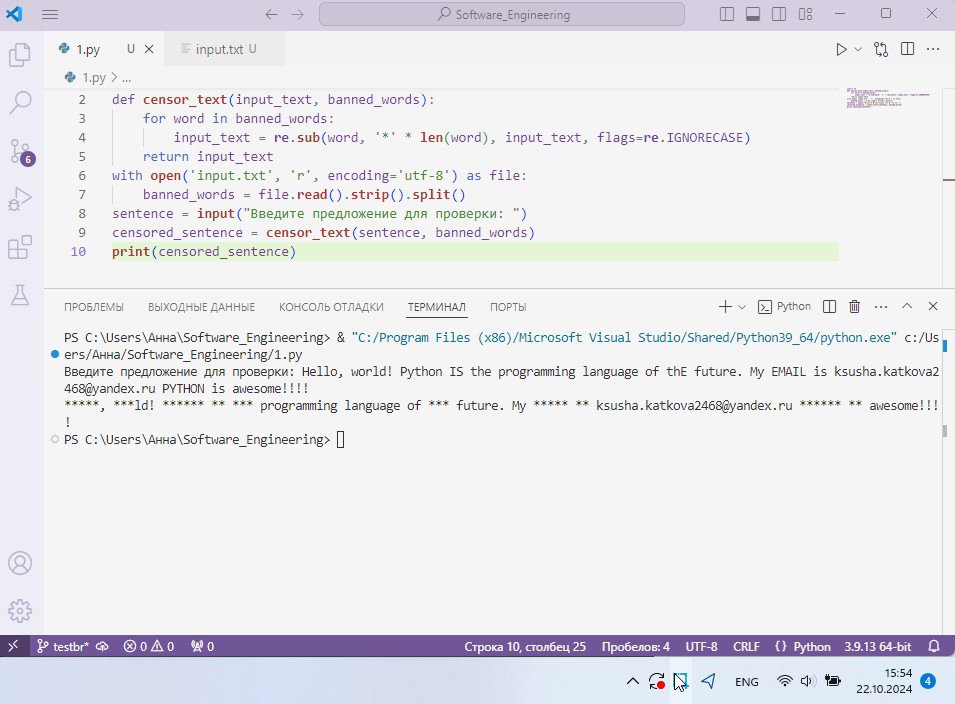 Software_Engineering
1.py U
input.txt U
1.py > ...
2 def censor_text(input_text, banned_words):
3 for word in banned_words:
4 input_text = re.sub(word, '*' * len(word), input_text, flags=re.IGNORECASE)
5 return input_text
6 with open('input.txt', 'r', encoding='utf-8') as file:
7 banned_words = file.read().strip().split()
8 sentence = input("Введите предложение для проверки: ")
9 censored_sentence = censor_text(sentence, banned_words)
10 print(censored_sentence)
6
ПРОБЛЕМЫ ВЫХОДНЫЕ ДАННЫЕ КОНСОЛЬ ОТЛАДКИ ТЕРМИНАЛ ПОРТЫ
Python
PS C:\Users\Анна\Software_Engineering> & "C:/Program Files (x86)/Microsoft Visual Studio/Shared/Python39_64/python.exe" c:/Us
ers/Анна/Software_Engineering/1.py
Введите предложение для проверки: Hello, world! Python IS the programming language of thE future. My EMAIL is ksusha.katkova2
468@yandex.ru PYTHON is awesome!!!!
*****, ***ld! ****** ** *** programming language of *** future. My ***** ** ksusha.katkova2468@yandex.ru ****** ** awesome!!!
!
PS C:\Users\Анна\Software_Engineering>
testbr* 0 0 0 Строка 10, столбец 25 Пробелов: 4 UTF-8 CRLF {} Python 3.9.13 64-bit
ENG 15:54
22.10.2024 4